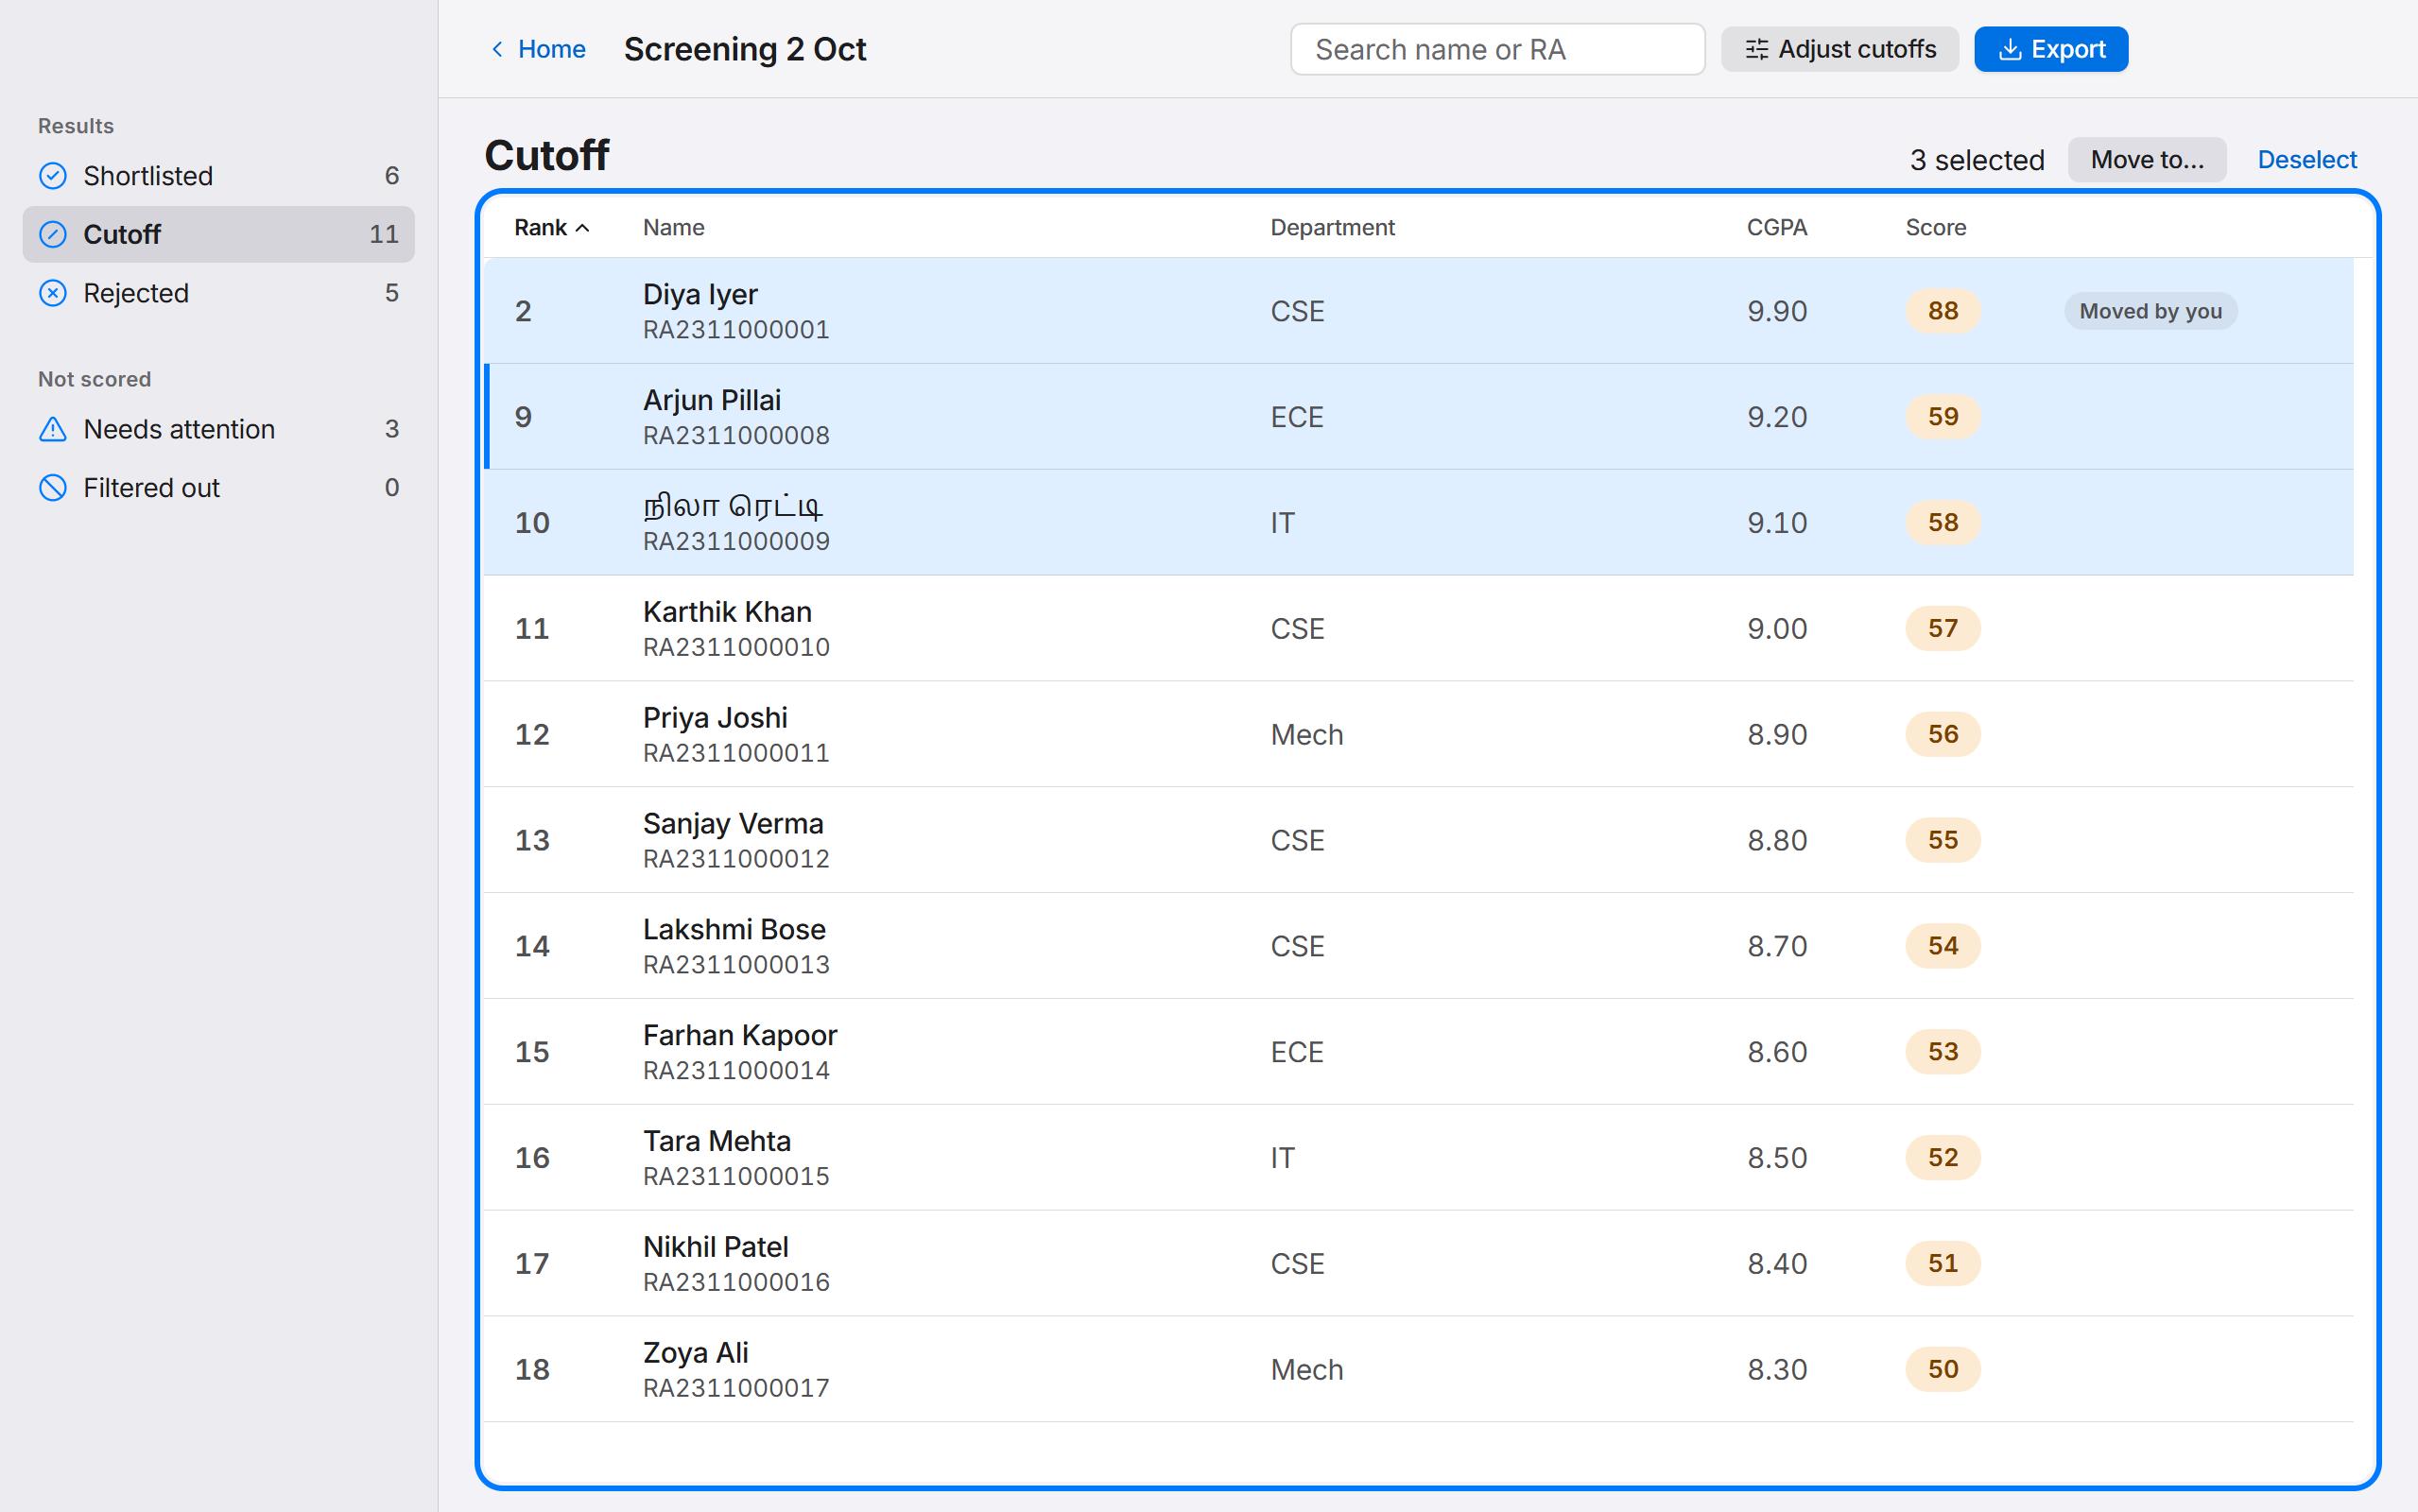 Home
Screening 2 Oct
Search name or RA
Adjust cutoffs
Export
Results
Shortlisted 6
Cutoff 11
Rejected 5
Not scored
Needs attention 3
Filtered out 0
Cutoff
3 selected
Move to...
Deselect
Rank Name Department CGPA Score
2 Diya Iyer CSE 9.90 88 Moved by you
RA2311000001
9 Arjun Pillai ECE 9.20 59
RA2311000008
10 நிலா ரெட்டி IT 9.10 58
RA2311000009
11 Karthik Khan CSE 9.00 57
RA2311000010
12 Priya Joshi Mech 8.90 56
RA2311000011
13 Sanjay Verma CSE 8.80 55
RA2311000012
14 Lakshmi Bose CSE 8.70 54
RA2311000013
15 Farhan Kapoor ECE 8.60 53
RA2311000014
16 Tara Mehta IT 8.50 52
RA2311000015
17 Nikhil Patel CSE 8.40 51
RA2311000016
18 Zoya Ali Mech 8.30 50
RA2311000017